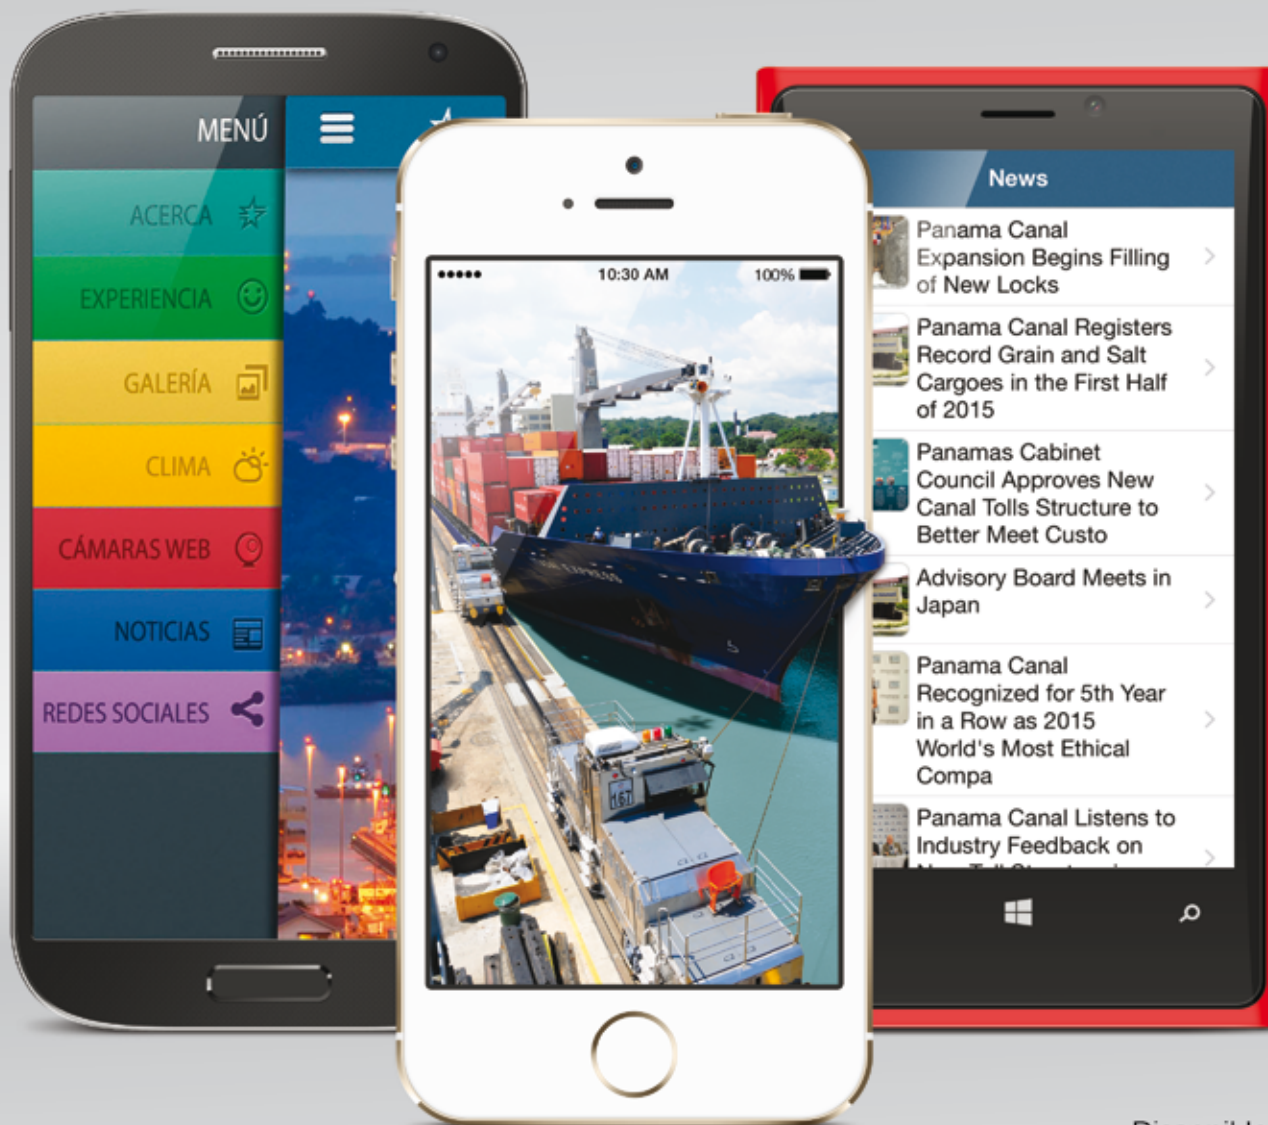 MENÚ
ACERCA
EXPERIENCIA
GALERÍA
CLIMA
CÁMARAS WEB
NOTICIAS
REDES SOCIALES
10:30 AM
100%
EXPRESS
167
News
Panama Canal
Expansion Begins Filling
of New Locks
Panama Canal Registers
Record Grain and Salt
Cargoes in the First Half
of 2015
Panamas Cabinet
Council Approves New
Canal Tolls Structure to
Better Meet Custo
Advisory Board Meets in
Japan
Panama Canal
Recognized for 5th Year
in a Row as 2015
World's Most Ethical
Compa
Panama Canal Listens to
Industry Feedback on